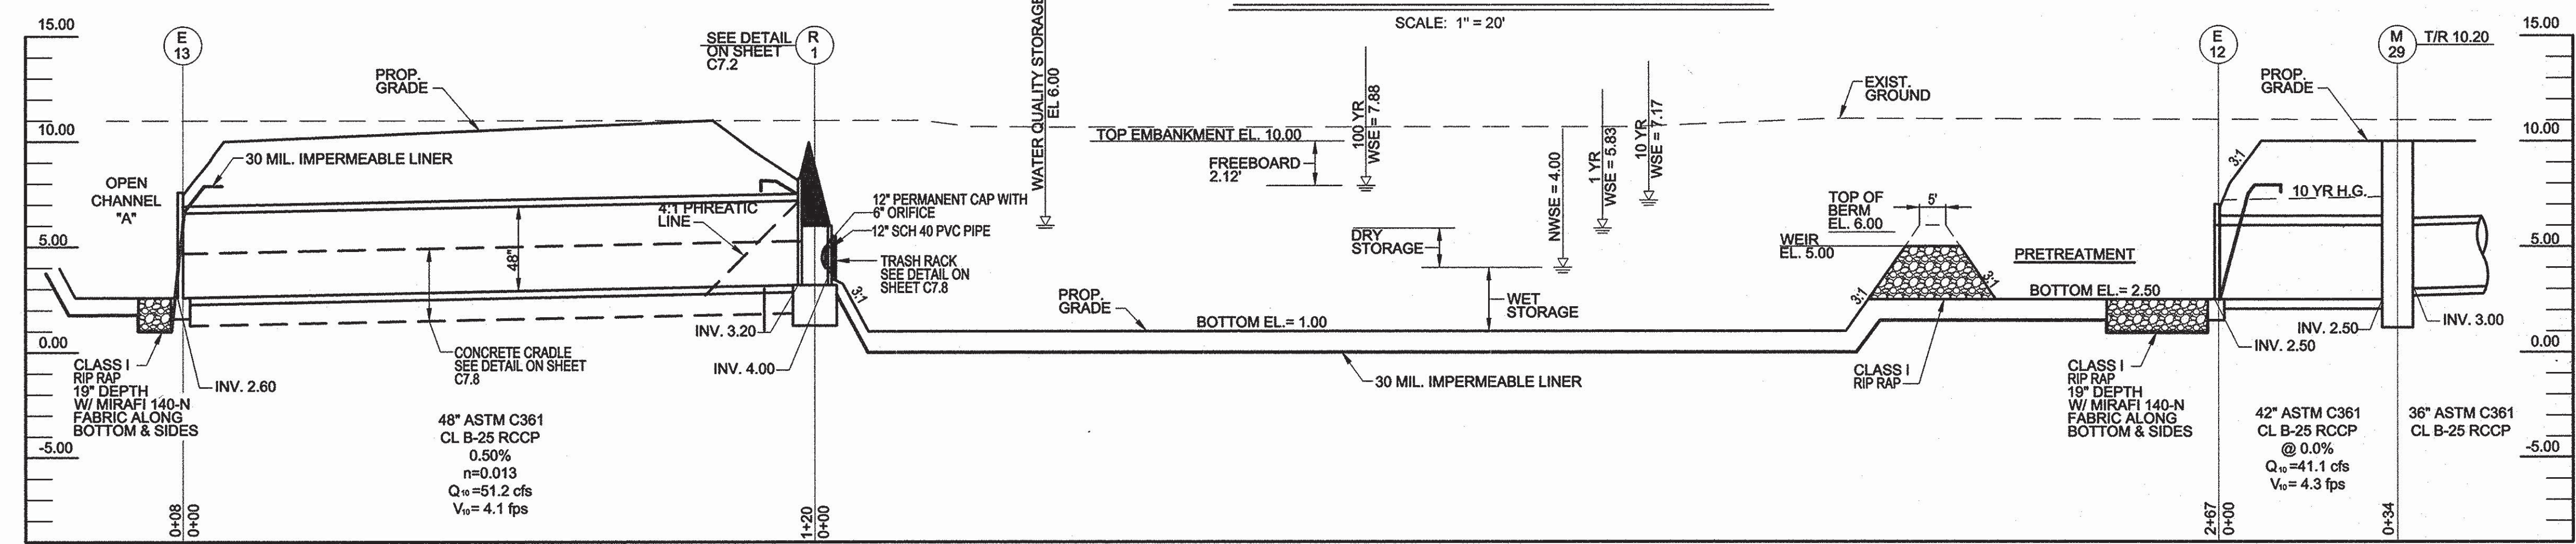 SCALE: 1" = 20'
15.00
10.00
5.00
0.00
-5.00
E
13
PROP.
GRADE
30 MIL. IMPERMEABLE LINER
OPEN
CHANNEL
"A"
SEE DETAIL
ON SHEET
C7.2
R
1
4:1 PHREATIC
LINE
48"
12" PERMANENT CAP WITH
6" ORIFICE
12" SCH 40 PVC PIPE
TRASH RACK
SEE DETAIL ON
SHEET C7.8
3:1
INV. 3.20
INV. 4.00
CONCRETE CRADLE
SEE DETAIL ON SHEET
C7.8
INV. 2.60
CLASS I
RIP RAP
19" DEPTH
W/ MIRAFI 140-N
FABRIC ALONG
BOTTOM & SIDES
48" ASTM C361
CL B-25 RCCP
0.50%
n=0.013
Q10=51.2 cfs
V10= 4.1 fps
0+08
0+00
1+20
0+00
WATER QUALITY STORAGE
EL 6.00
TOP EMBANKMENT EL. 10.00
FREEBOARD
2.12'
100 YR
WSE = 7.88
NWSE = 4.00
1 YR
WSE = 5.83
10 YR
WSE = 7.17
DRY
STORAGE
WET
STORAGE
PROP.
GRADE
BOTTOM EL.= 1.00
30 MIL. IMPERMEABLE LINER
EXIST.
GROUND
TOP OF
BERM
EL. 6.00
5'
WEIR
EL. 5.00
3:1
3:1
PRETREATMENT
BOTTOM EL.= 2.50
CLASS I
RIP RAP
CLASS I
RIP RAP
19" DEPTH
W/ MIRAFI 140-N
FABRIC ALONG
BOTTOM & SIDES
E
12
M
29
T/R 10.20
PROP.
GRADE
3:1
10 YR H.G.
INV. 2.50
INV. 2.50
INV. 3.00
42" ASTM C361
CL B-25 RCCP
@ 0.0%
Q10=41.1 cfs
V10= 4.3 fps
36" ASTM C361
CL B-25 RCCP
2+67
0+00
0+34
15.00
10.00
5.00
0.00
-5.00